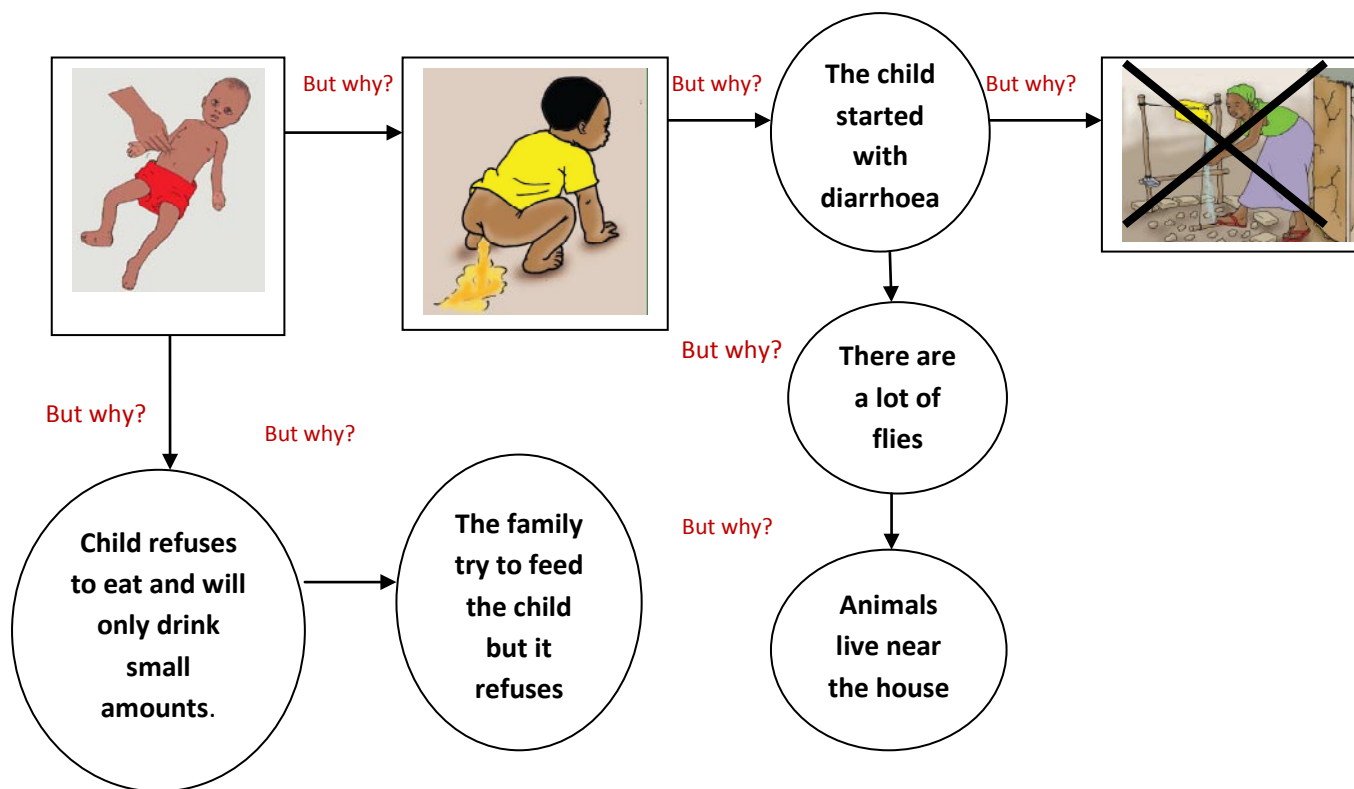 But why?
But why?
The child
started
with
diarrhoea
But why?
But why?
There are
a lot of
flies
But why?
But why?
Child refuses
to eat and will
only drink
small
amounts.
The family
try to feed
the child
but it
refuses
But why?
Animals
live near
the house